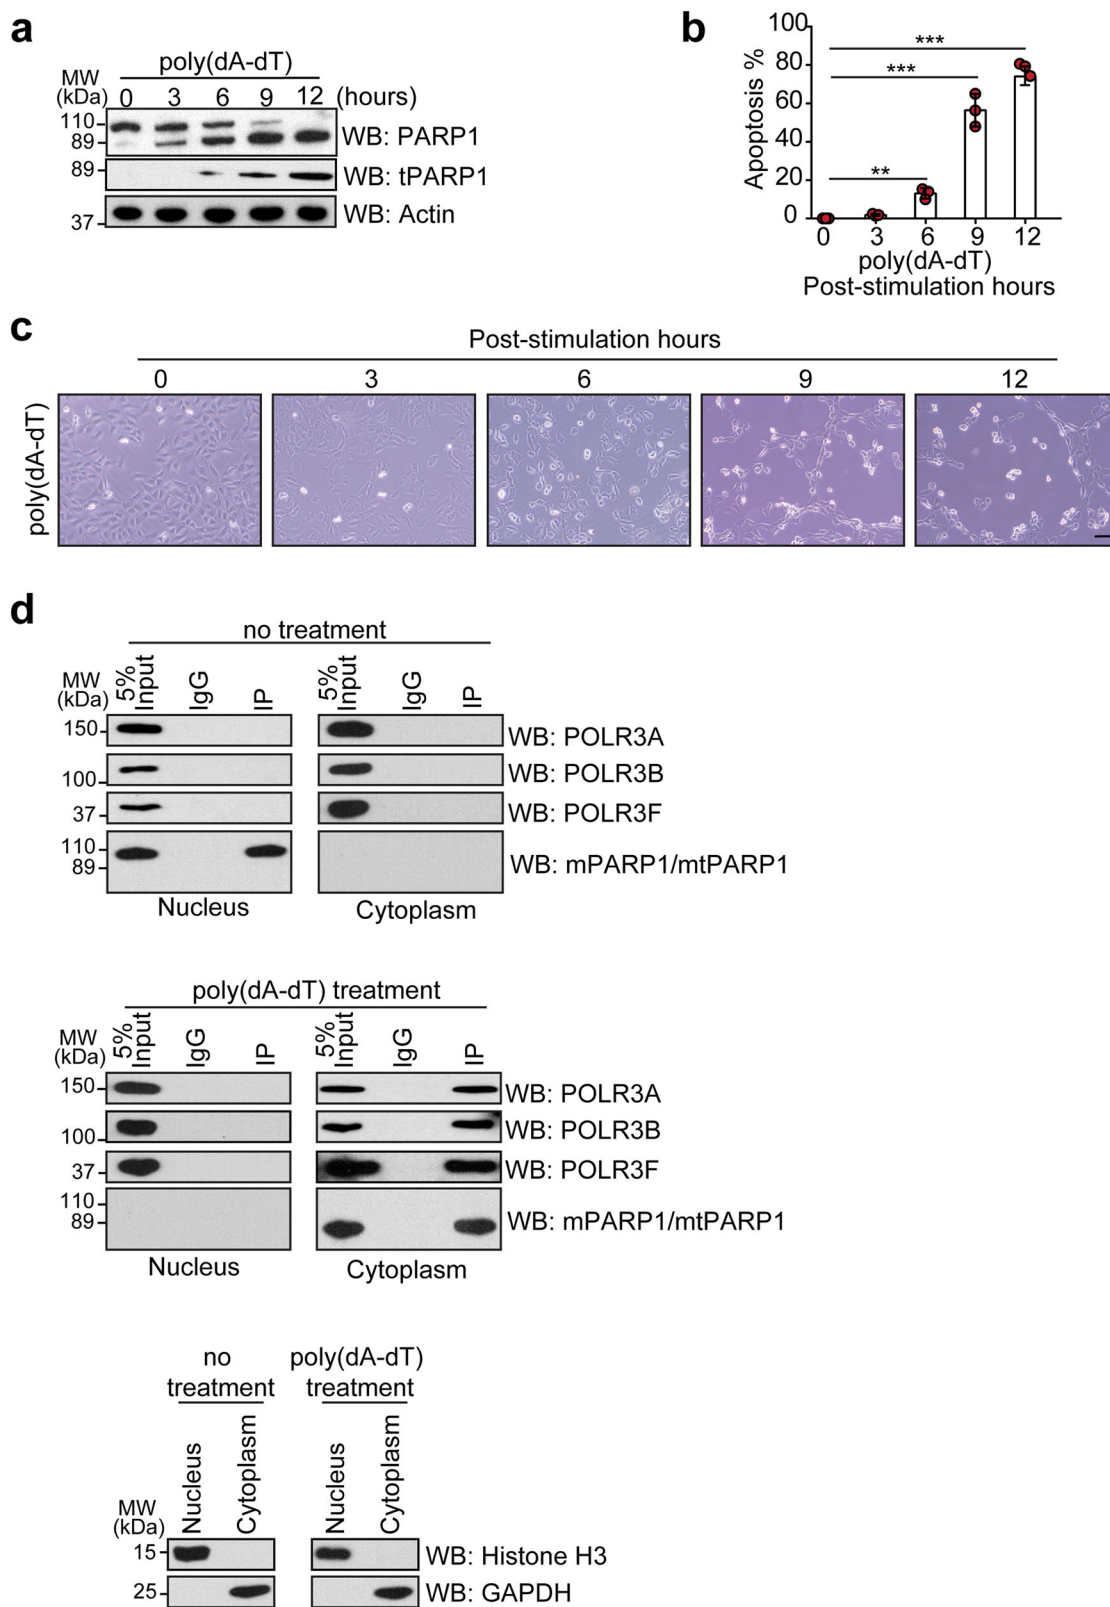 a
poly(dA-dT)
MW
(kDa)
0 3 6 9 12 (hours)
110
89
WB: PARP1
89
WB: tPARP1
37
WB: Actin
b
Apoptosis %
100
80
60
40
20
0
***
***
**
0 3 6 9 12
poly(dA-dT)
Post-stimulation hours
c
Post-stimulation hours
0 3 6 9 12
poly(dA-dT)
d
no treatment
MW
(kDa)
5%
Input
IgG
IP
5%
Input
IgG
IP
150
WB: POLR3A
100
WB: POLR3B
37
WB: POLR3F
110
89
WB: mPARP1/mtPARP1
Nucleus
Cytoplasm
poly(dA-dT) treatment
MW
(kDa)
5%
Input
IgG
IP
5%
Input
IgG
IP
150
WB: POLR3A
100
WB: POLR3B
37
WB: POLR3F
110
89
WB: mPARP1/mtPARP1
Nucleus
Cytoplasm
no
treatment
poly(dA-dT)
treatment
MW
(kDa)
Nucleus
Cytoplasm
Nucleus
Cytoplasm
15
WB: Histone H3
25
WB: GAPDH